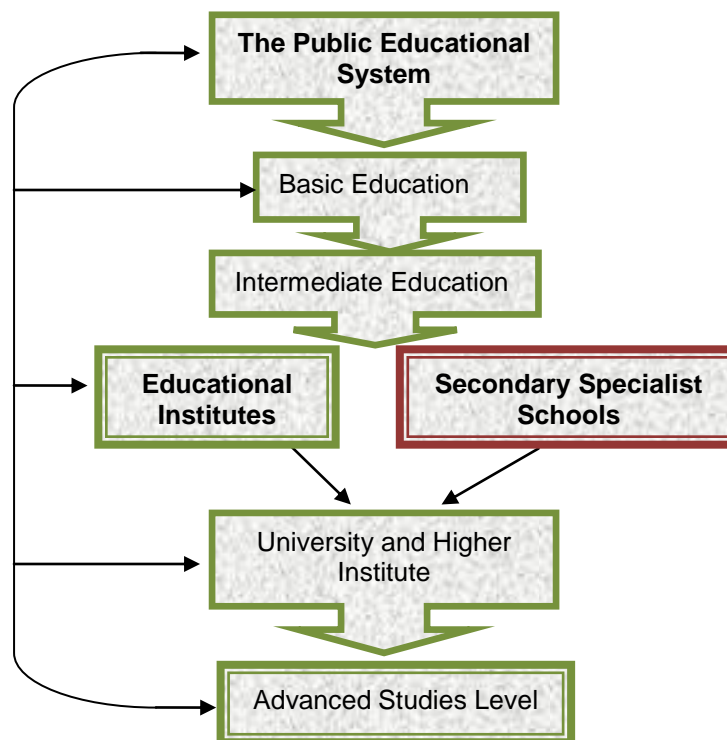 The Public Educational
System
Basic Education
Intermediate Education
Educational
Institutes
Secondary Specialist
Schools
University and Higher
Institute
Advanced Studies Level